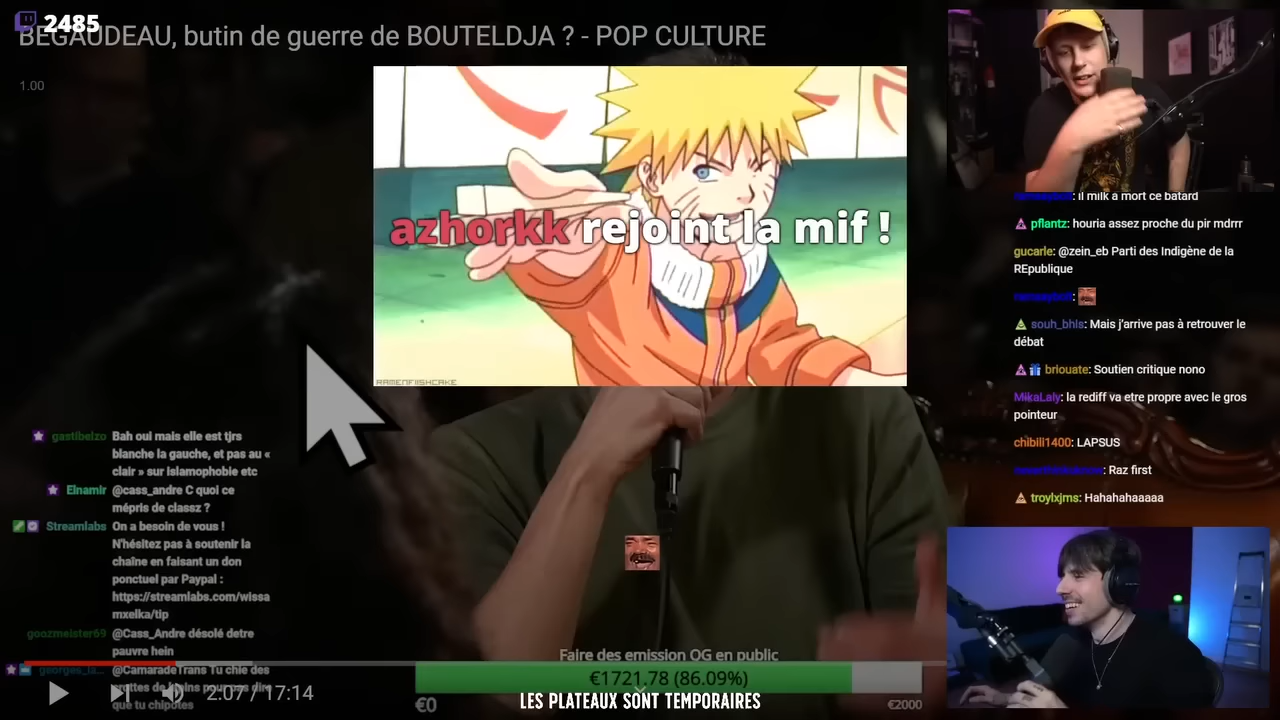 2485
BÉGAUDEAU, butin de guerre de BOUTELDJA ? - POP CULTURE
1.00
azhorkk rejoint la mif !
RAMENFIISHCAKE
: il milk a mort ce batard
pflantz: houria assez proche du pir mdrrr
gucarle: @zein_eb Parti des Indigène de la
REpublique
souh_bhls: Mais j'arrive pas à retrouver le
débat
briouate: Soutien critique nono
MikaLaly: la rediff va etre propre avec le gros
pointeur
chibili1400: LAPSUS
: Raz first
troylxjms: Hahahahaaaaa
gastibelzo Bah oui mais elle est tjrs
blanche la gauche, et pas au «
clair » sur islamophobie etc
Elnamir @cass_andre C quoi ce
mépris de classz ?
Streamlabs On a besoin de vous !
N'hésitez pas à soutenir la
chaîne en faisant un don
ponctuel par Paypal :
https://streamlabs.com/wissa
mxelka/tip
goozmeister69 @Cass_Andre désolé detre
pauvre hein
georges_la... @CamaradeTrans Tu chie des
que tu chipotes
2:07 / 17:14
Faire des emission OG en public
€1721.78 (86.09%)
€0
€2000
LES PLATEAUX SONT TEMPORAIRES